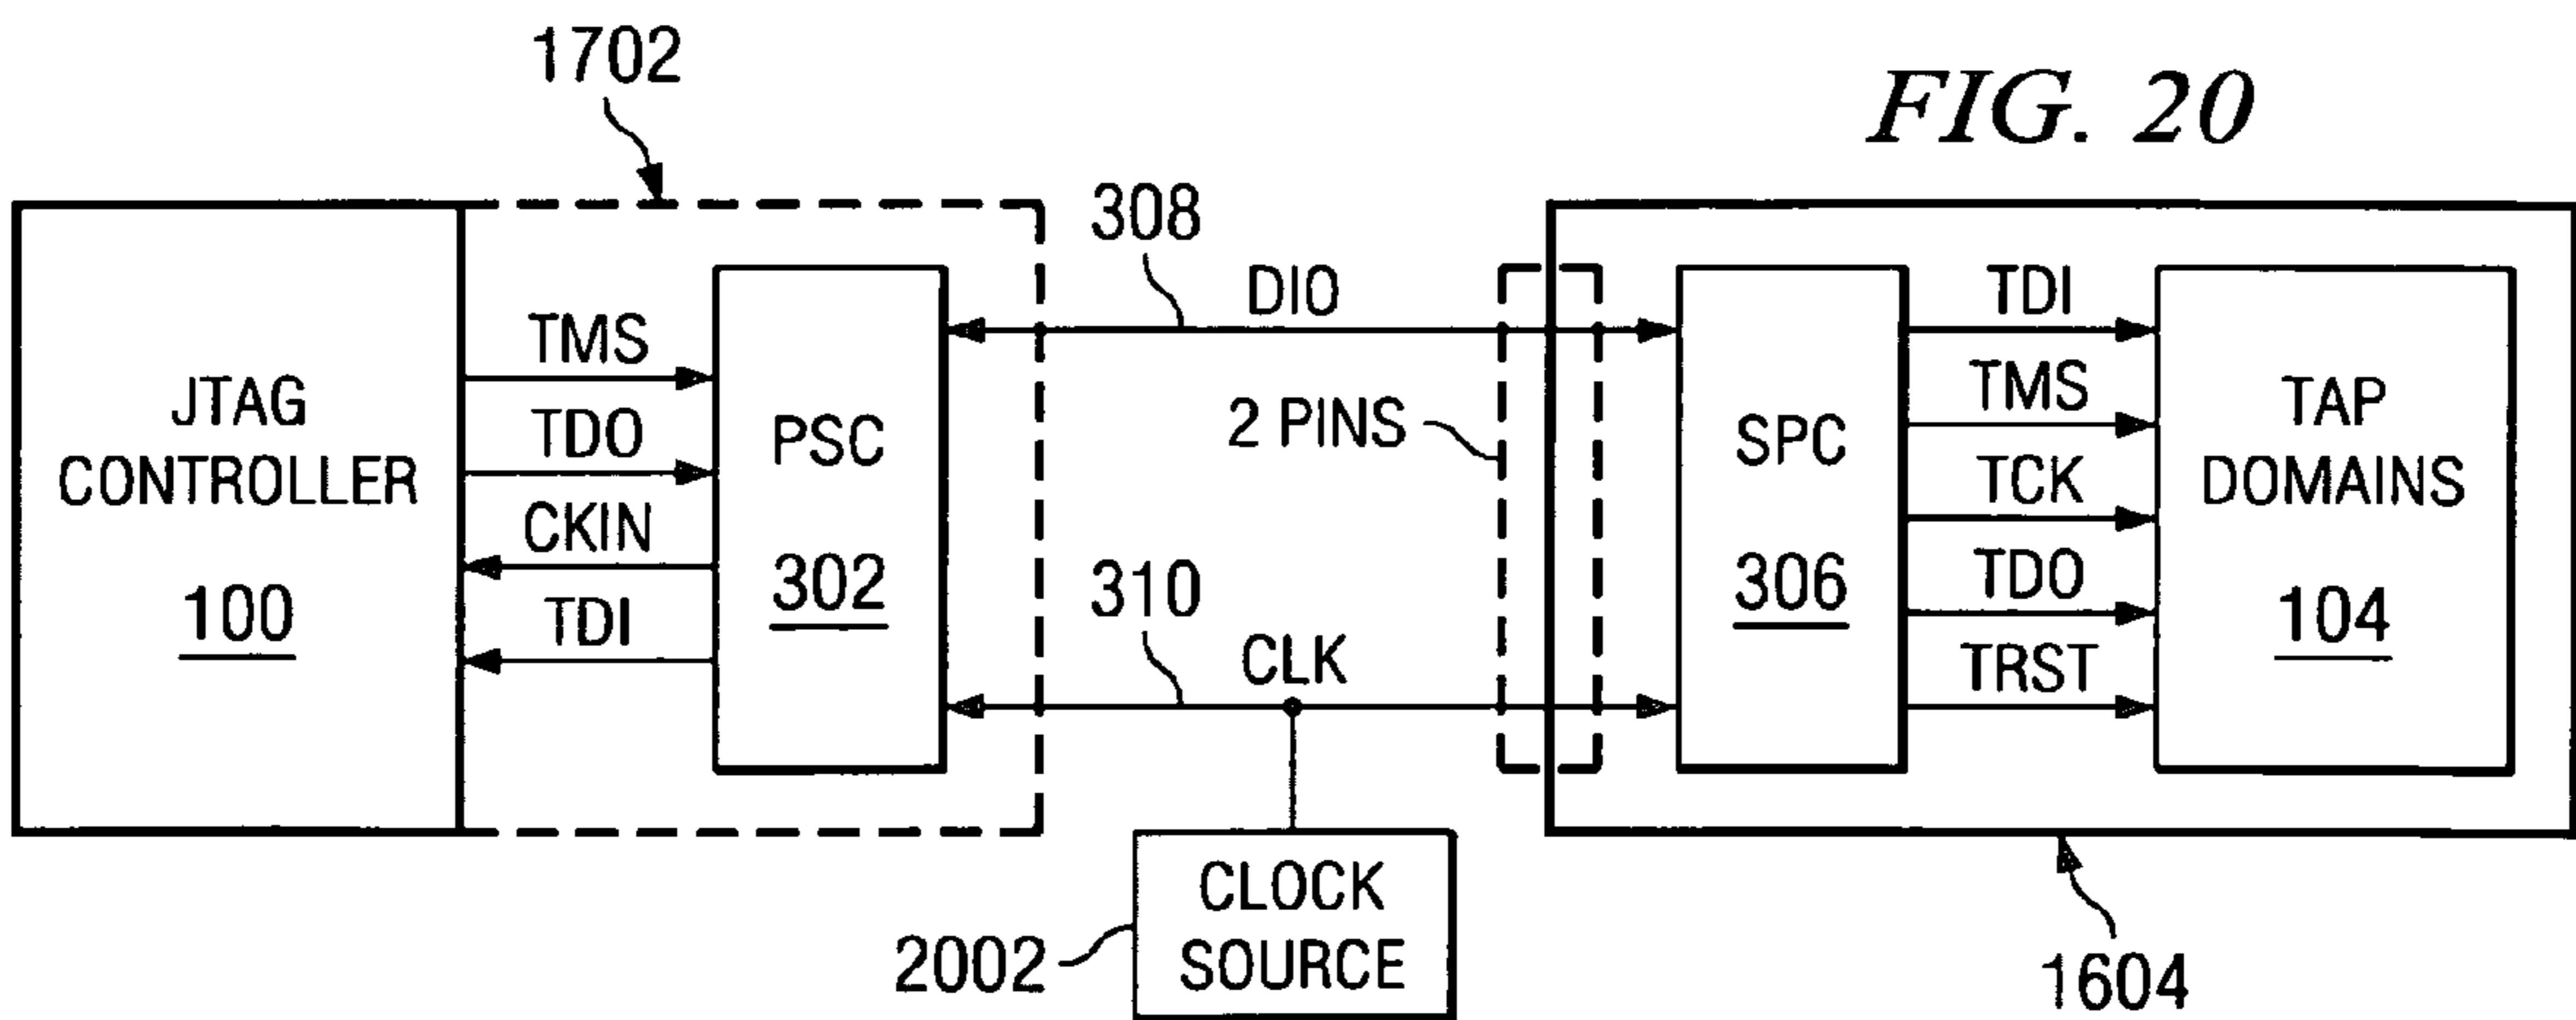 1702
FIG. 20
308
DIO
TDI
TMS
TMS
JTAG
CONTROLLER
100
TDO
PSC
302
2 PINS
SPC
306
TCK
TAP
DOMAINS
104
CKIN
TDO
TDI
310
CLK
TRST
CLOCK
SOURCE
2002
1604